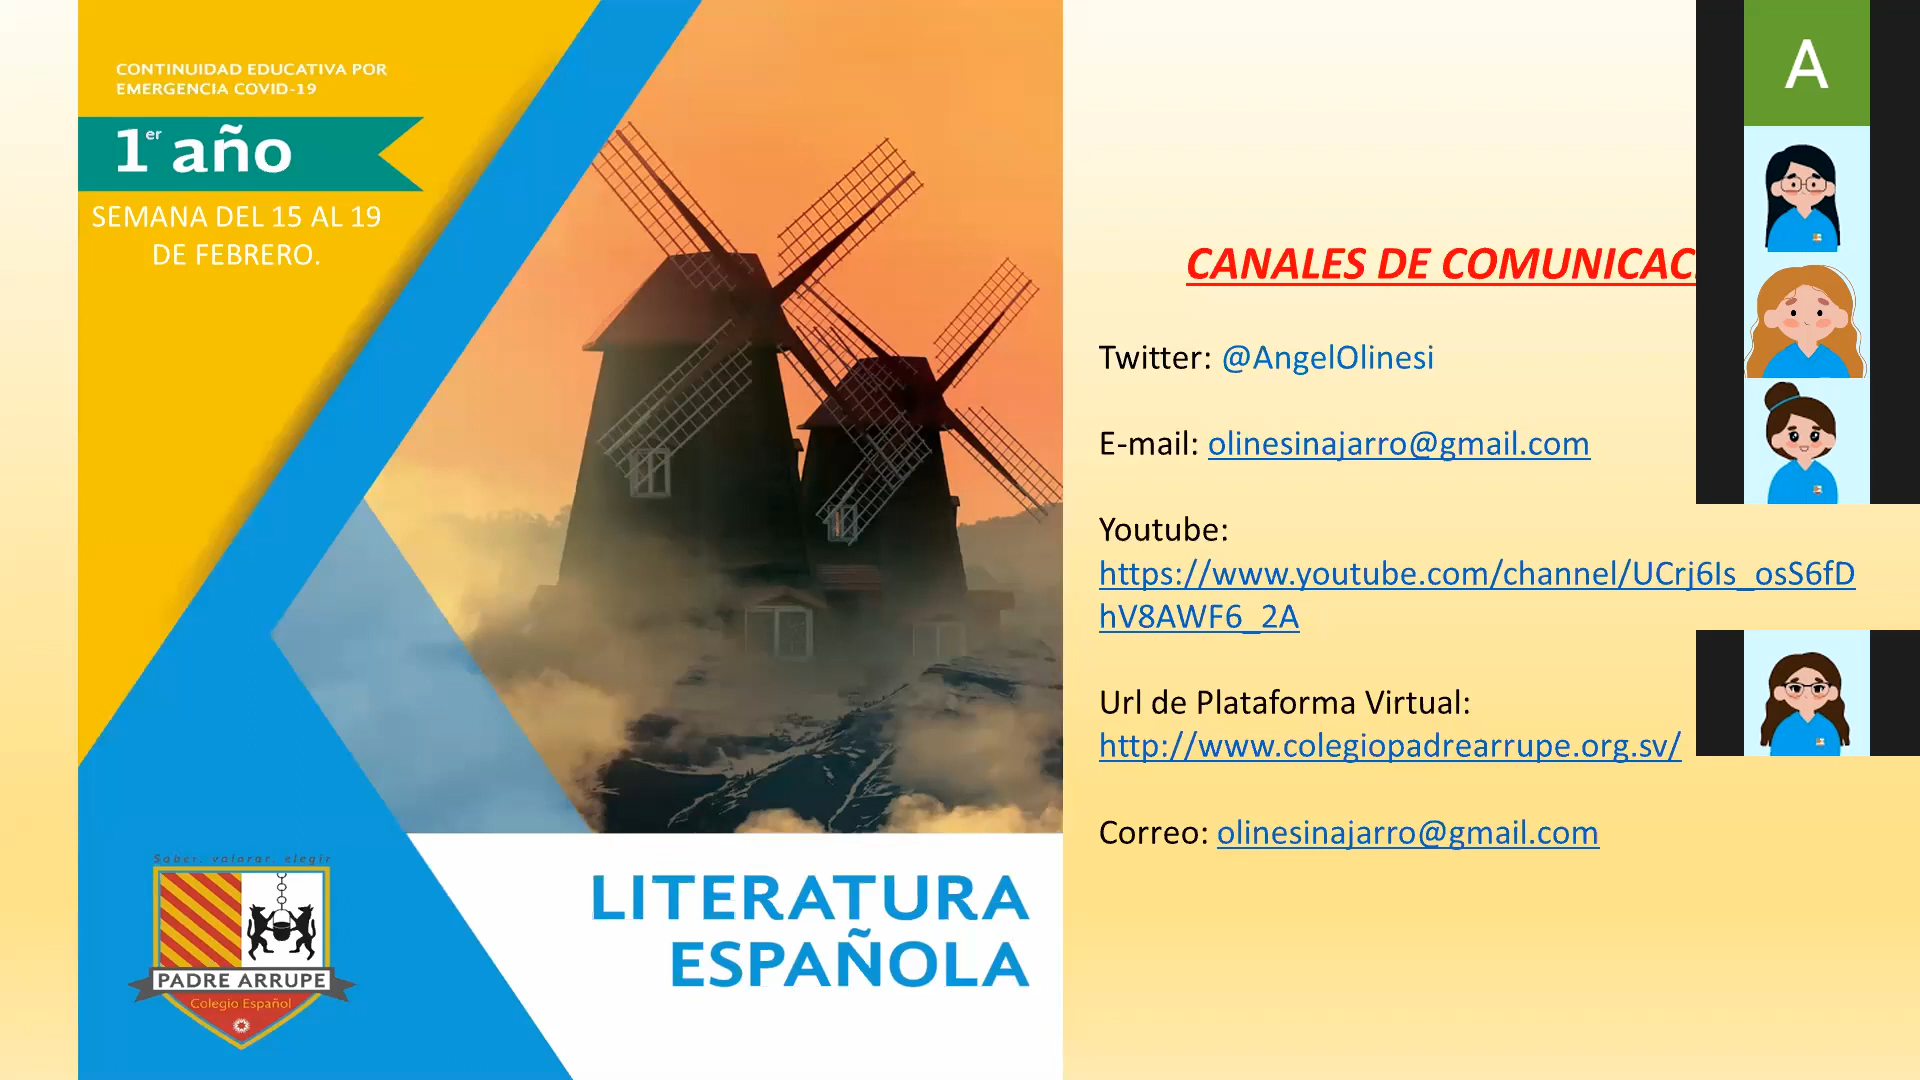 CONTINUIDAD EDUCATIVA POR
EMERGENCIA COVID-19
1er año
SEMANA DEL 15 AL 19
DE FEBRERO.
Saber. valorar. elegir
PADRE ARRUPE
Colegio Español
LITERATURA
ESPAÑOLA
CANALES DE COMUNICAC
Twitter: @AngelOlinesi
E-mail: olinesinajarro@gmail.com
Youtube:
https://www.youtube.com/channel/UCrj6Is_osS6fD
hV8AWF6_2A
Url de Plataforma Virtual:
http://www.colegiopadrearrupe.org.sv/
Correo: olinesinajarro@gmail.com
A